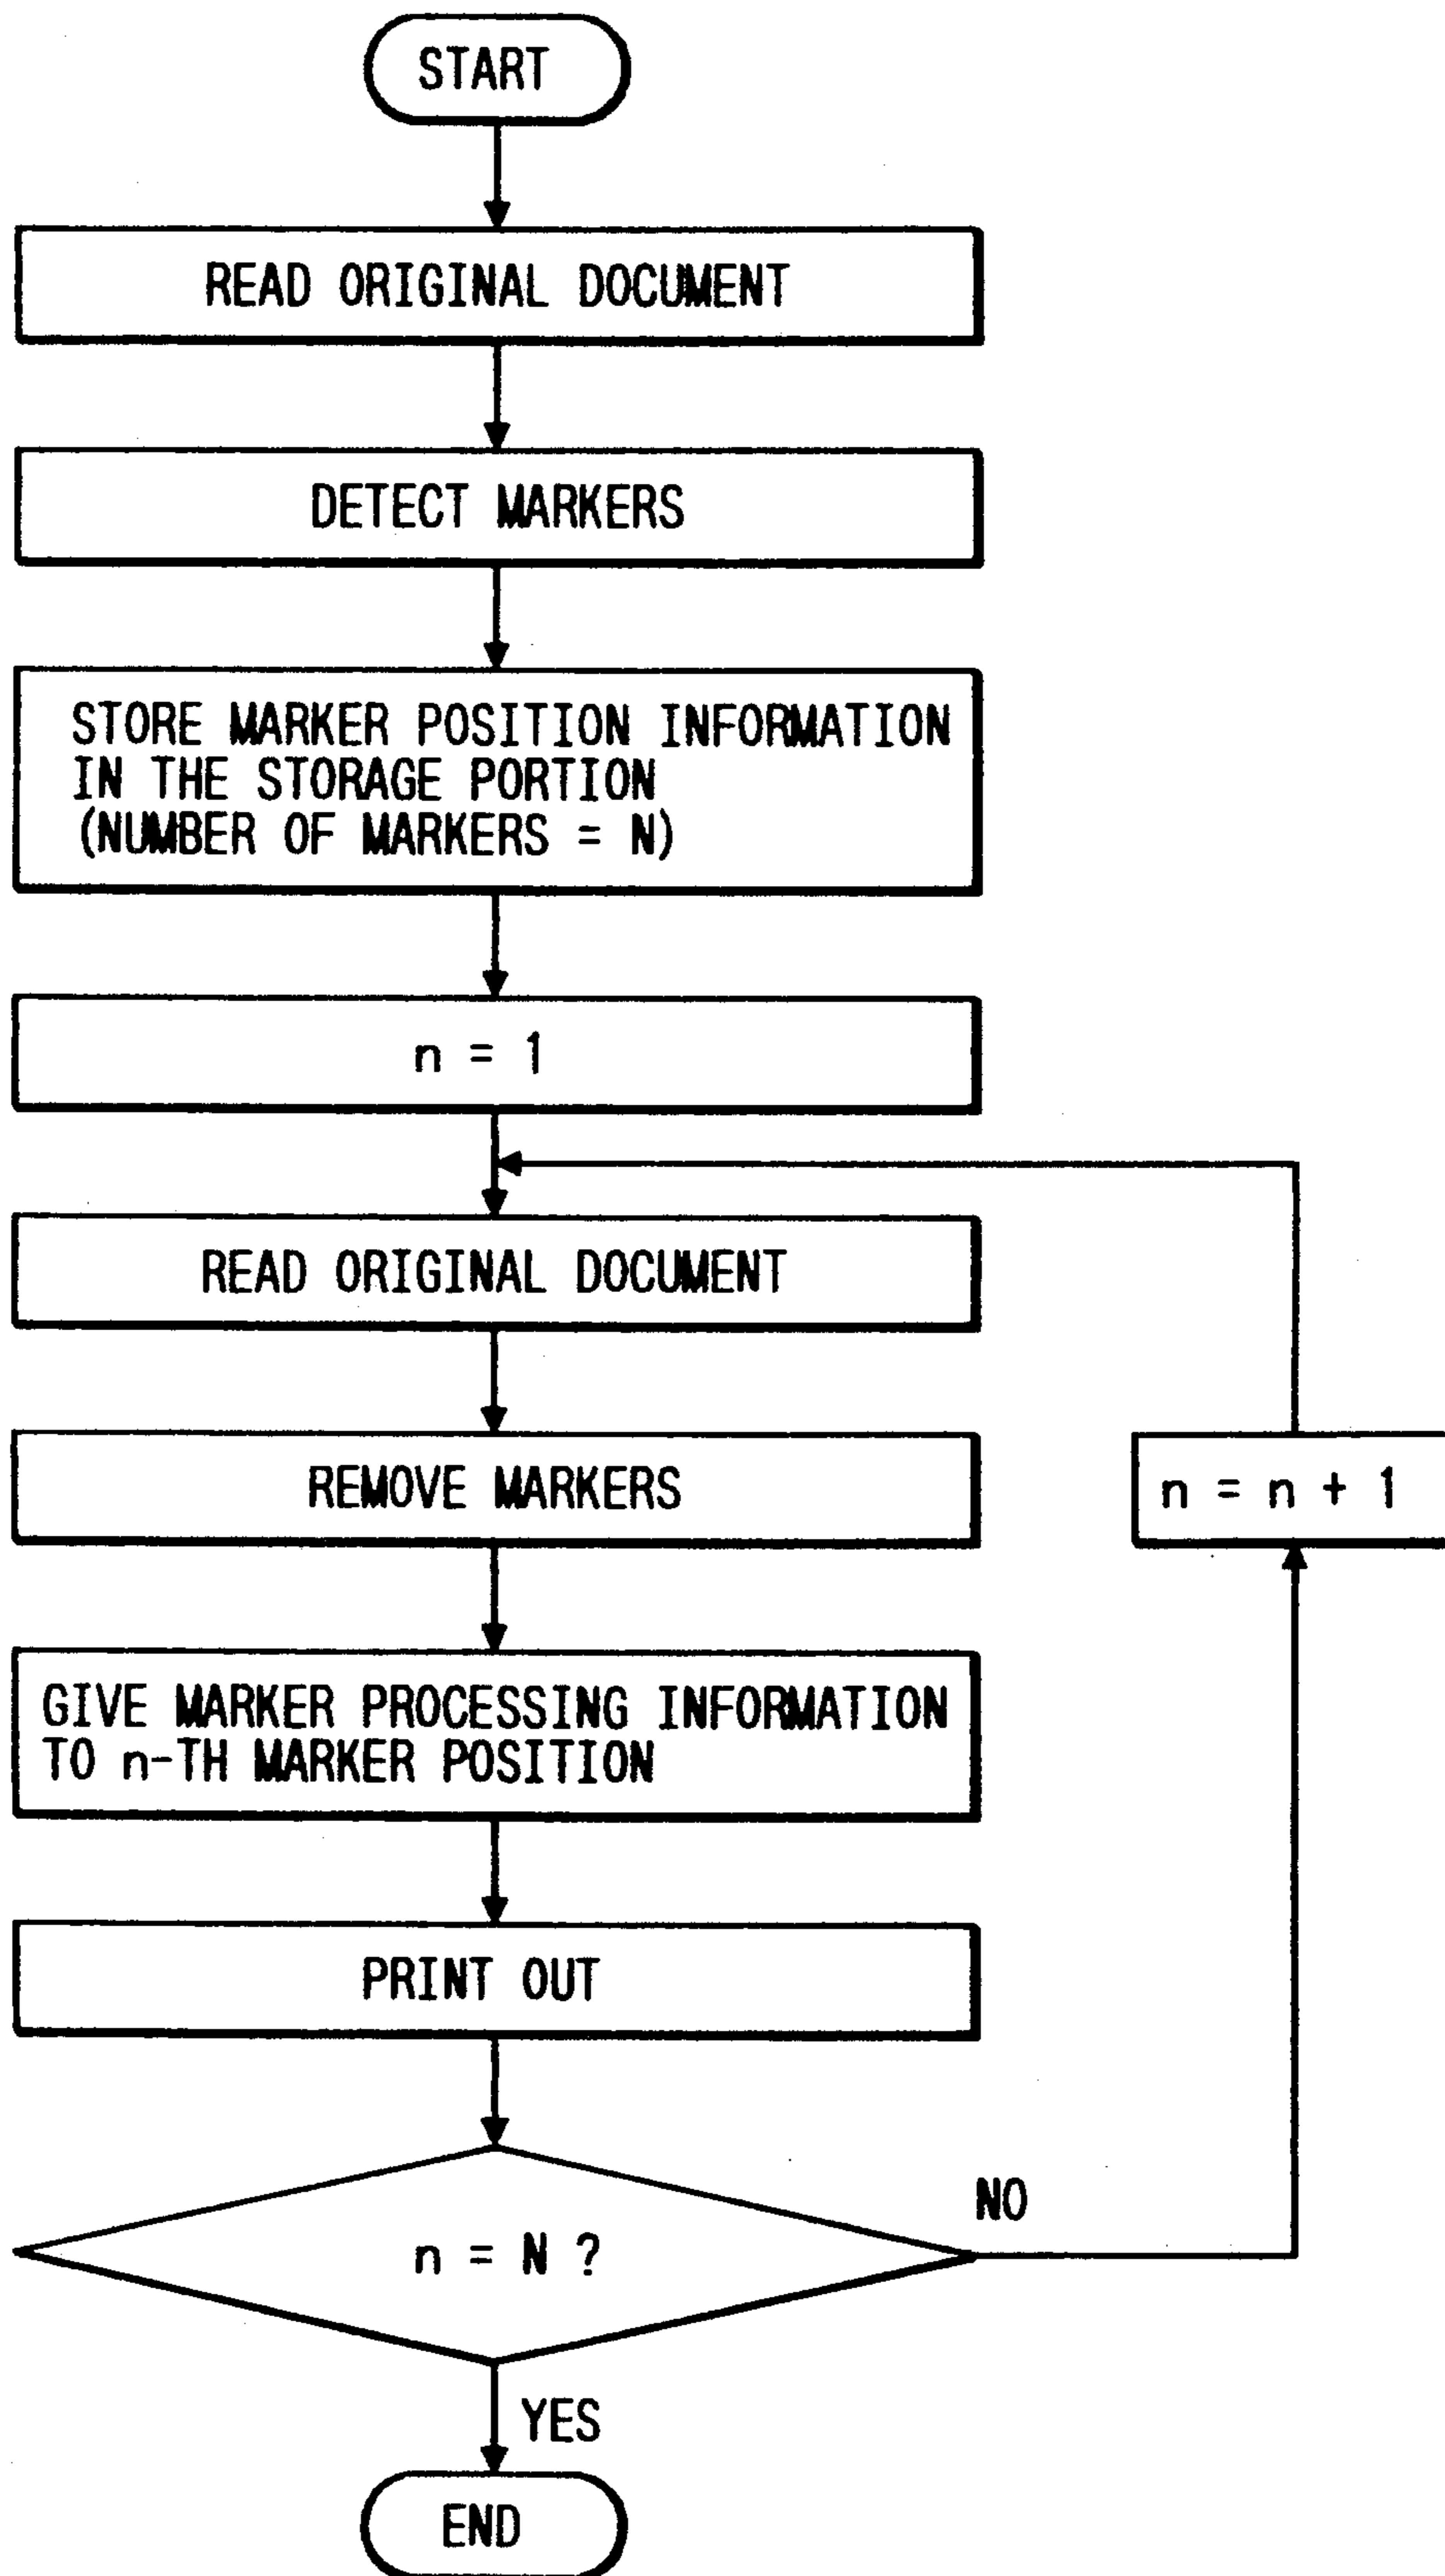 START
READ ORIGINAL DOCUMENT
DETECT MARKERS
STORE MARKER POSITION INFORMATION
IN THE STORAGE PORTION
(NUMBER OF MARKERS = N)
n = 1
READ ORIGINAL DOCUMENT
REMOVE MARKERS
n = n + 1
GIVE MARKER PROCESSING INFORMATION
TO n-TH MARKER POSITION
PRINT OUT
NO
n = N ?
YES
END